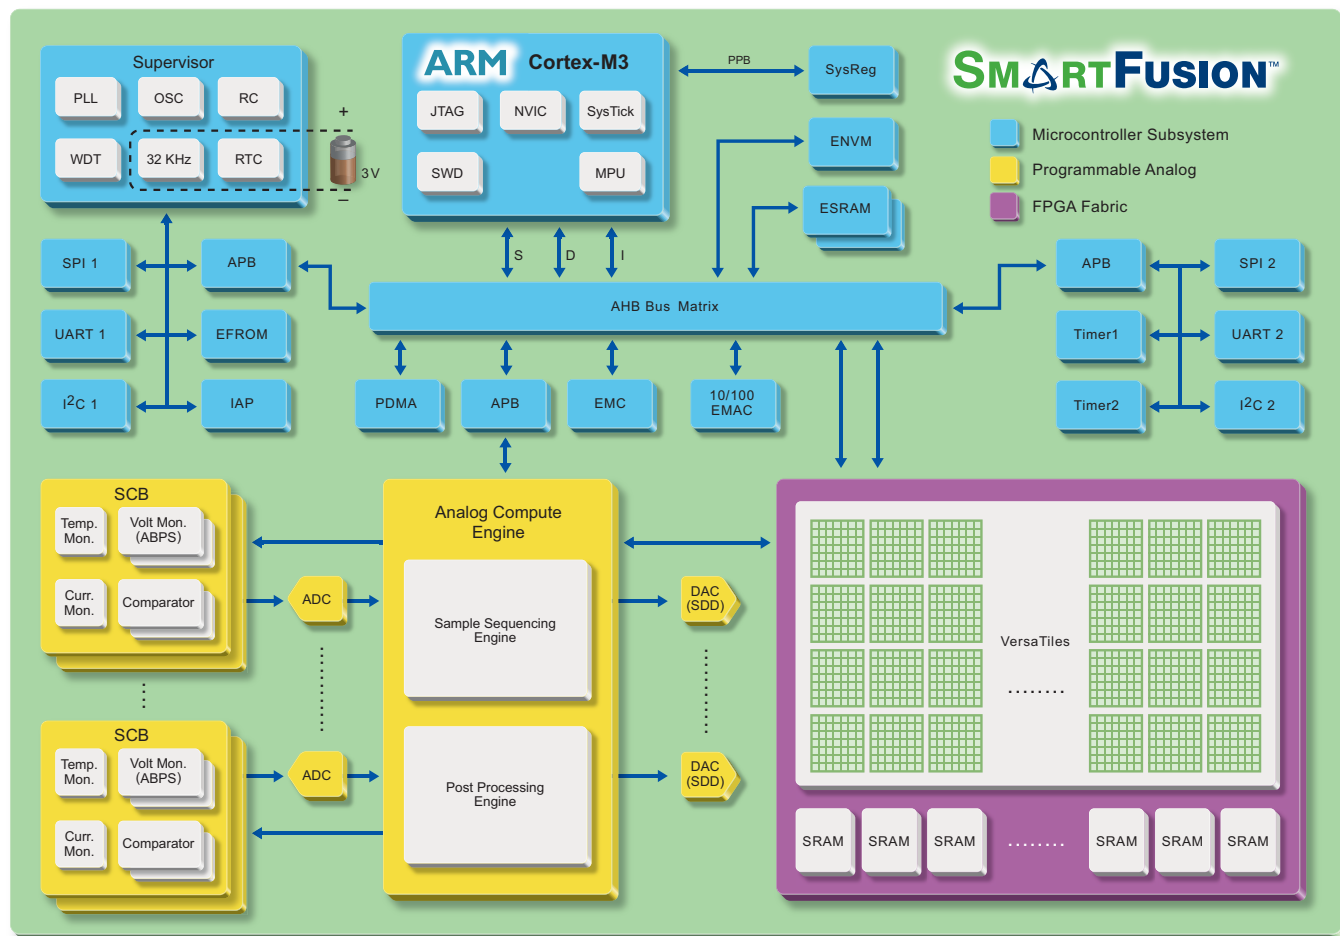 Supervisor
PLL
OSC
RC
WDT
32 KHz
RTC
+
3V
–
ARM Cortex-M3
JTAG
NVIC
SysTick
SWD
MPU
PPB
SysReg
ENVM
ESRAM
SMARTFUSION™
Microcontroller Subsystem
Programmable Analog
FPGA Fabric
S
D
I
SPI 1
APB
UART 1
EFROM
I²C 1
IAP
AHB Bus Matrix
PDMA
APB
EMC
10/100
EMAC
APB
SPI 2
Timer1
UART 2
Timer2
I²C 2
SCB
Temp.
Mon.
Volt Mon.
(ABPS)
Curr.
Mon.
Comparator
ADC
SCB
Temp.
Mon.
Volt Mon.
(ABPS)
Curr.
Mon.
Comparator
ADC
Analog Compute
Engine
Sample Sequencing
Engine
Post Processing
Engine
DAC
(SDD)
DAC
(SDD)
VersaTiles
........
SRAM
SRAM
SRAM
........
SRAM
SRAM
SRAM